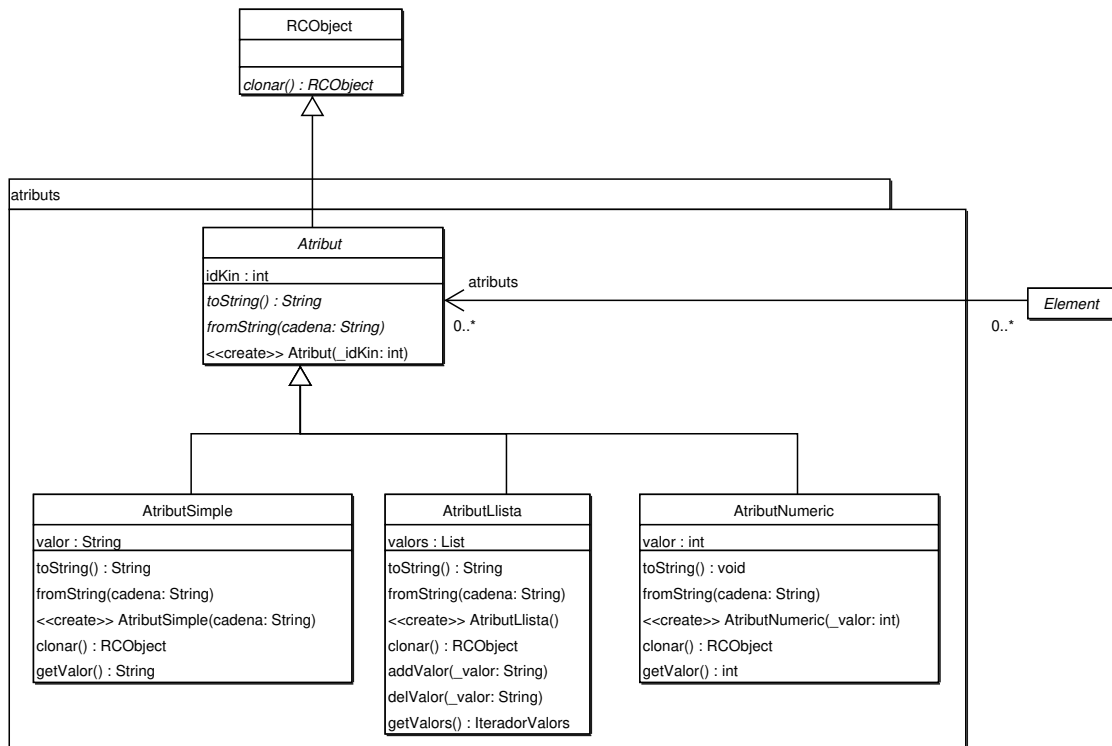 RCObject
clonar() : RCObject
atributs
Atribut
idKin : int
toString() : String
fromString(cadena: String)
<<create>> Atribut(_idKin: int)
atributs
0..*
0..*
Element
AtributSimple
valor : String
toString() : String
fromString(cadena: String)
<<create>> AtributSimple(cadena: String)
clonar() : RCObject
getValor() : String
AtributLlista
valors : List
toString() : String
fromString(cadena: String)
<<create>> AtributLlista()
clonar() : RCObject
addValor(_valor: String)
delValor(_valor: String)
getValors() : IteradorValors
AtributNumeric
valor : int
toString() : void
fromString(cadena: String)
<<create>> AtributNumeric(_valor: int)
clonar() : RCObject
getValor() : int